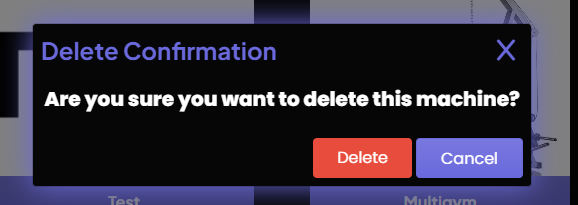 Delete Confirmation X
Are you sure you want to delete this machine?
Delete Cancel
Test Multigym